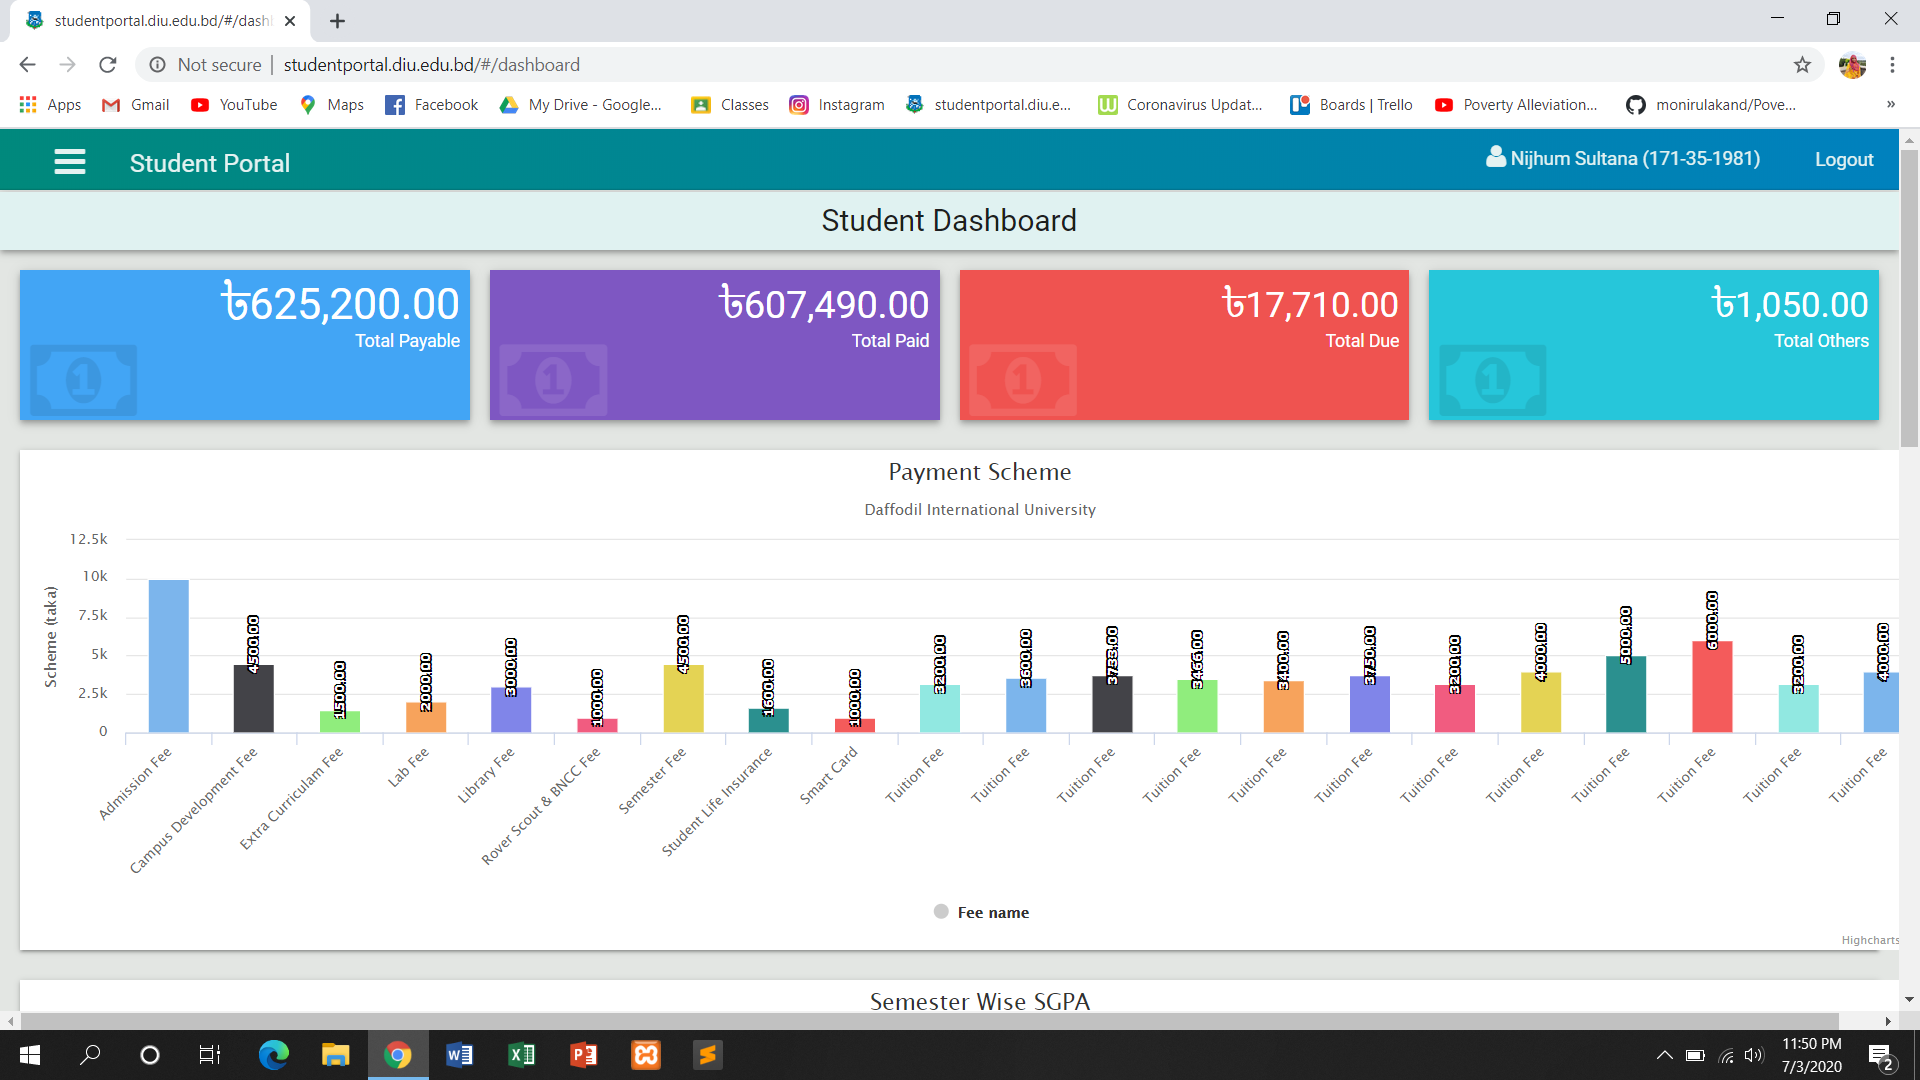 studentportal.diu.edu.bd/#/dash
Not secure | studentportal.diu.edu.bd/#/dashboard
Apps Gmail YouTube Maps Facebook My Drive - Google... Classes Instagram studentportal.diu.e... Coronavirus Updat... Boards | Trello Poverty Alleviation... monirulakand/Pove... »
Student Portal Nijhum Sultana (171-35-1981) Logout
Student Dashboard
৳625,200.00 ৳607,490.00 ৳17,710.00 ৳1,050.00
Total Payable Total Paid Total Due Total Others
1 1 1 1
Payment Scheme
Daffodil International University
Scheme (taka)
12.5k
10k
7.5k
5k
2.5k
0
4500.00 1500.00 2000.00 3000.00 1000.00 4500.00 1600.00 1000.00 3200.00 3600.00 3733.00 3466.00 3400.00 3750.00 3200.00 4000.00 5000.00 6000.00 3200.00 4000.00
Admission Fee
Campus Development Fee
Extra Curriculam Fee
Lab Fee
Library Fee
Rover Scout & BNCC Fee
Semester Fee
Student Life Insurance
Smart Card
Tuition Fee
Tuition Fee
Tuition Fee
Tuition Fee
Tuition Fee
Tuition Fee
Tuition Fee
Tuition Fee
Tuition Fee
Tuition Fee
Tuition Fee
Tuition Fee
Fee name
Highcharts
Semester Wise SGPA
11:50 PM
7/3/2020
2